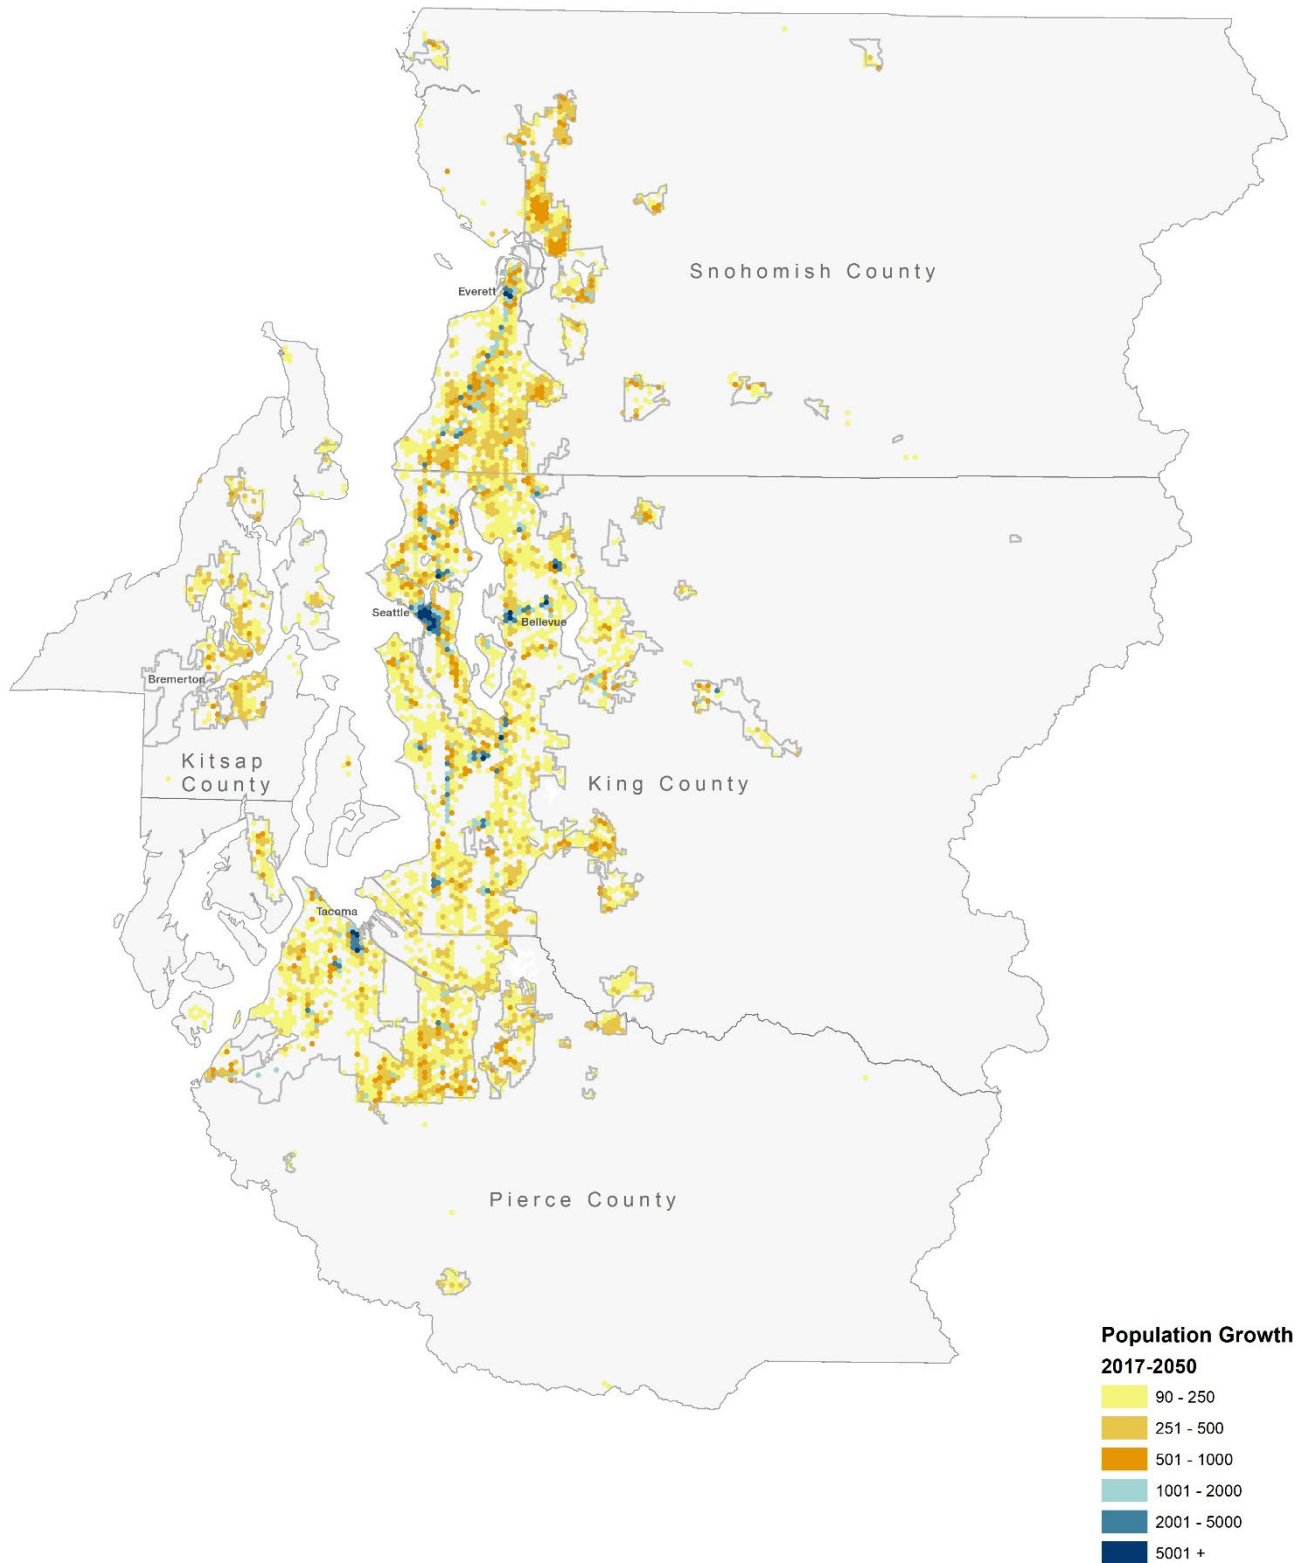 Snohomish County
Everett
Seattle
Bellevue
Bremerton
Kitsap
County
King County
Tacoma
Pierce County
Population Growth
2017-2050
90 - 250
251 - 500
501 - 1000
1001 - 2000
2001 - 5000
5001 +